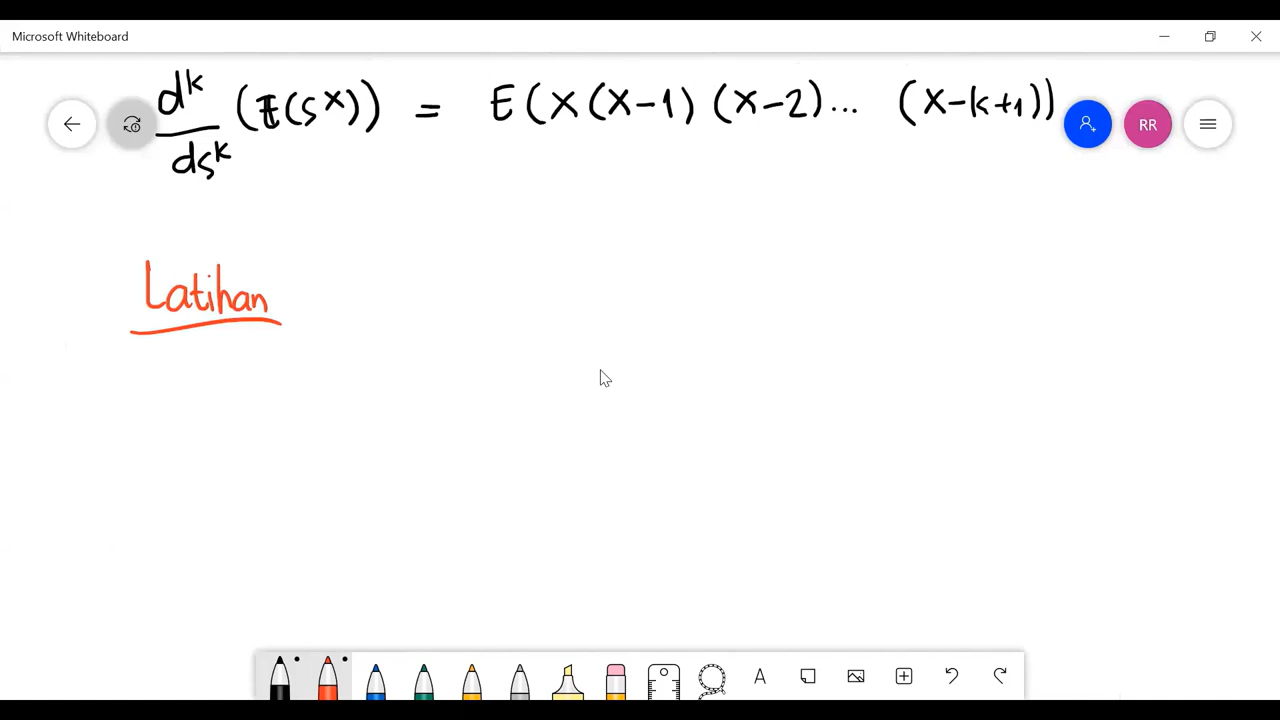 Microsoft Whiteboard
d^k/ds^k (E(s^x)) = E(X(X-1)(X-2)... (X-k+1))
RR
Latihan
A